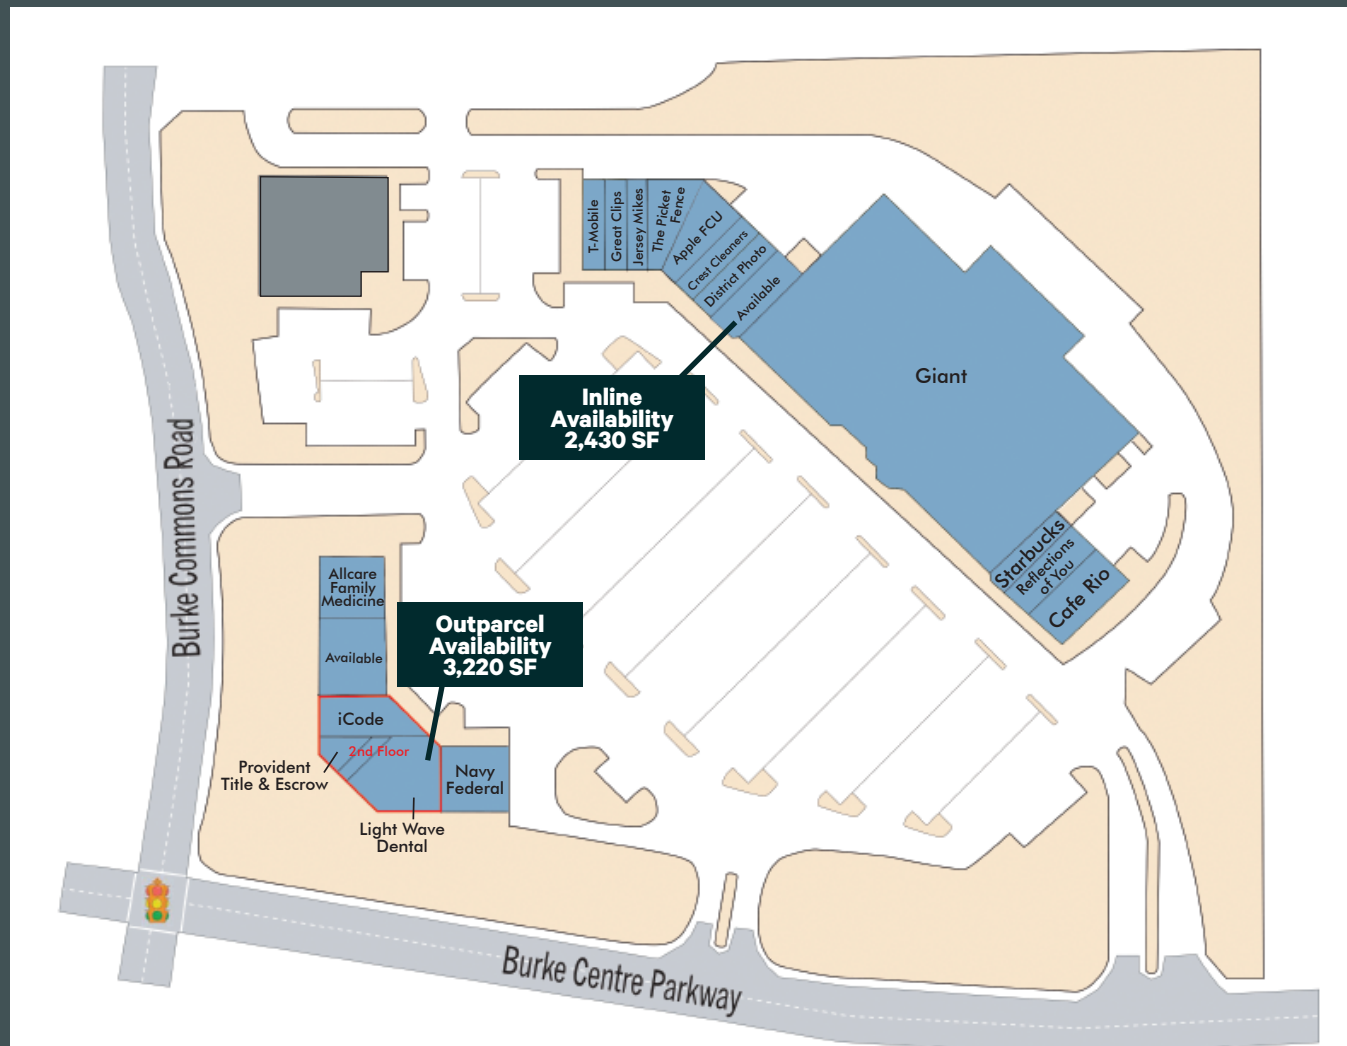 T-Mobile
Great Clips
Jersey Mikes
The Picket
Fence
Apple FCU
Crest Cleaners
District Photo
Available
Giant
Inline
Availability
2,430 SF
Starbucks
Reflections
of You
Cafe Rio
Burke Commons Road
Allcare
Family
Medicine
Available
Outparcel
Availability
3,220 SF
iCode
2nd Floor
Provident
Title & Escrow
Navy
Federal
Light Wave
Dental
Burke Centre Parkway